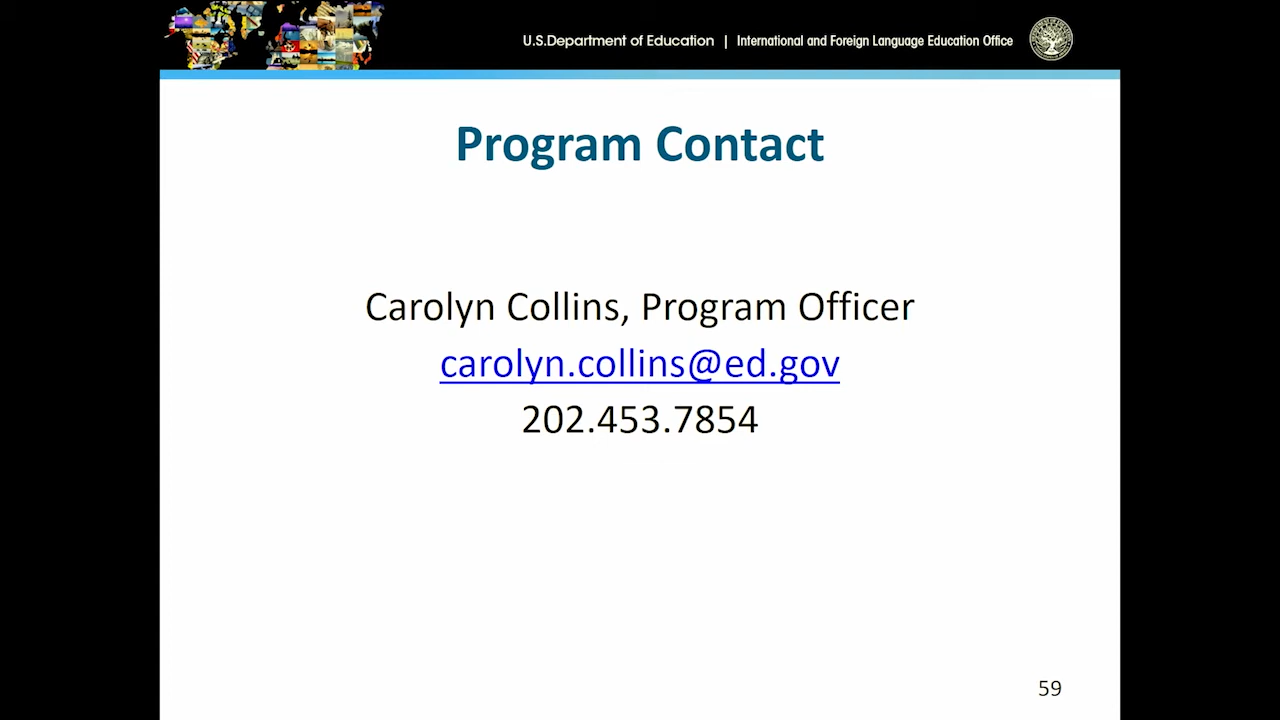 U.S.Department of Education | International and Foreign Language Education Office
Program Contact
Carolyn Collins, Program Officer
carolyn.collins@ed.gov
202.453.7854
59